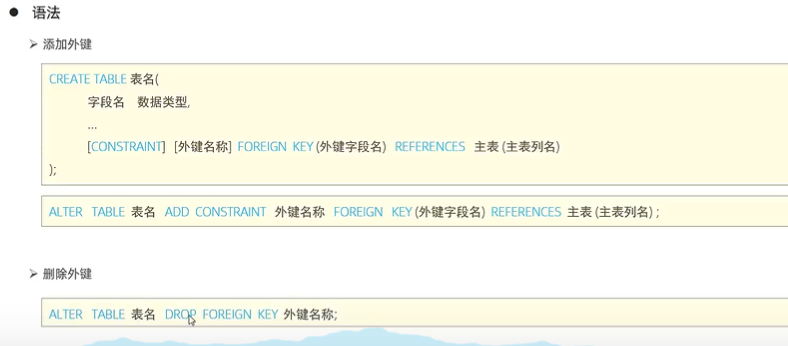 ● 语法
➢ 添加外键
CREATE TABLE 表名(
字段名 数据类型,
...
[CONSTRAINT] [外键名称] FOREIGN KEY (外键字段名) REFERENCES 主表 (主表列名)
);
ALTER TABLE 表名 ADD CONSTRAINT 外键名称 FOREIGN KEY (外键字段名) REFERENCES 主表 (主表列名) ;
➢ 删除外键
ALTER TABLE 表名 DROP FOREIGN KEY 外键名称;